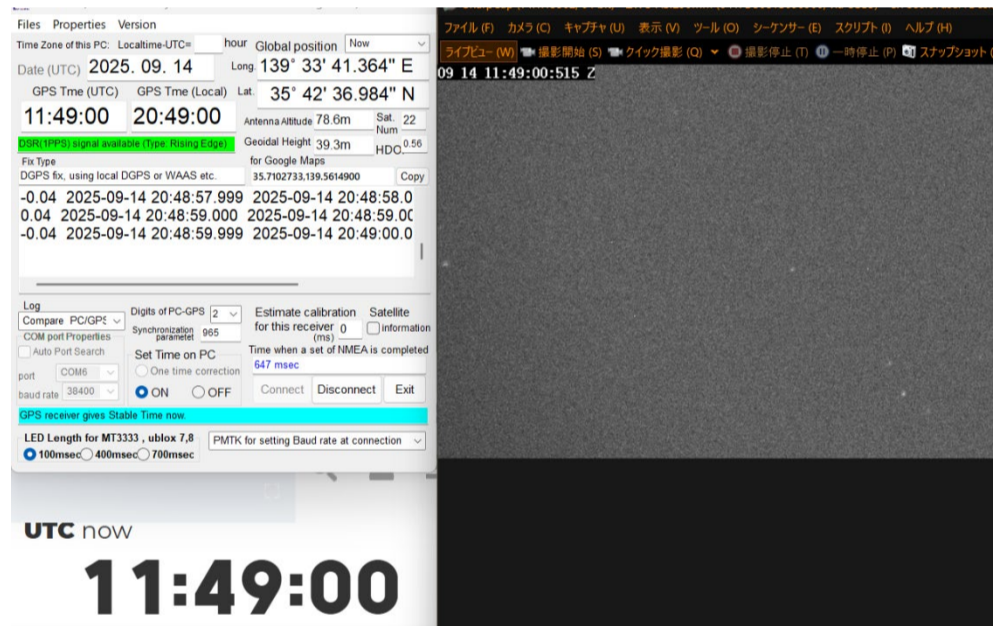 Files Properties Version
Time Zone of this PC: Localtime-UTC= hour
Global position Now
Date (UTC) 2025. 09. 14
Long. 139° 33' 41.364" E
GPS Tme (UTC) GPS Tme (Local)
Lat. 35° 42' 36.984" N
11:49:00 20:49:00
Antenna Altitude 78.6m Sat. Num 22
DSR(1PPS) signal available (Type: Rising Edge)
Geoidal Height 39.3m HDO. 0.56
Fix Type
for Google Maps
DGPS fix, using local DGPS or WAAS etc.
35.7102733,139.5614900 Copy
-0.04 2025-09-14 20:48:57.999 2025-09-14 20:48:58.0
0.04 2025-09-14 20:48:59.000 2025-09-14 20:48:59.00
-0.04 2025-09-14 20:48:59.999 2025-09-14 20:49:00.0
Log
Compare PC/GPS
Digits of PC-GPS 2
Estimate calibration for this receiver 0 (ms)
Satellite information
COM port Properties
Synchronization parametet 965
Auto Port Search
Set Time on PC
Time when a set of NMEA is completed
One time correction
647 msec
port COM6
baud rate 38400
ON OFF
Connect Disconnect Exit
GPS receiver gives Stable Time now.
LED Length for MT3333 , ublox 7,8
PMTK for setting Baud rate at connection
100msec 400msec 700msec
UTC now
11:49:00
ファイル (F) カメラ (C) キャプチャ (U) 表示 (V) ツール (O) シーケンサー (E) スクリプト (I) ヘルプ (H)
ライブビュー (W) 撮影開始 (S) クイック撮影 (Q) 撮影停止 (T) 一時停止 (P) スナップショット (
09 14 11:49:00:515 Z